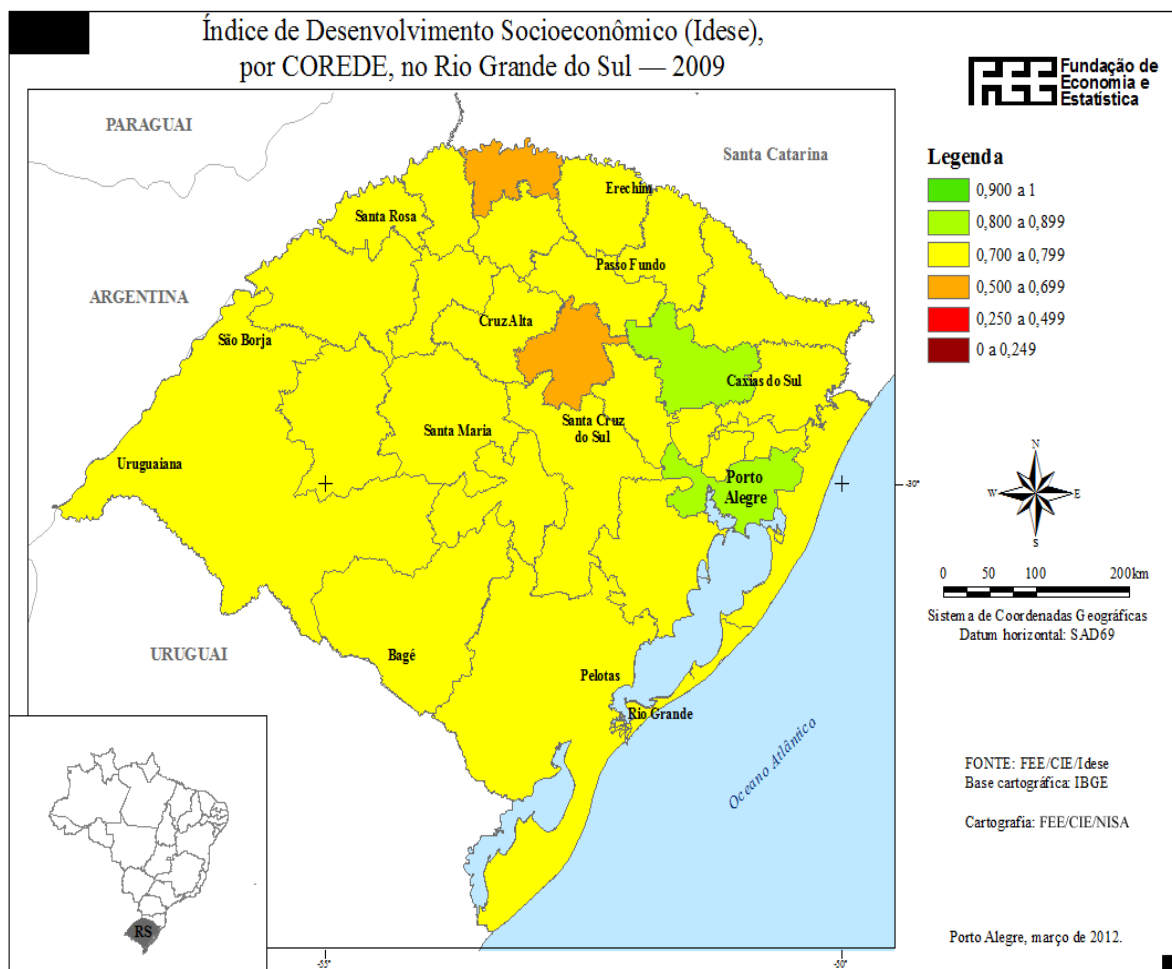 Índice de Desenvolvimento Socioeconômico (Idese),
por COREDE, no Rio Grande do Sul — 2009
FEE
Fundação de
Economia e
Estatística
PARAGUAI
Santa Catarina
Legenda
0,900 a 1
0,800 a 0,899
0,700 a 0,799
0,500 a 0,699
0,250 a 0,499
0 a 0,249
Erechim
Santa Rosa
Passo Fundo
ARGENTINA
Cruz Alta
São Borja
Caxias do Sul
Santa Cruz
do Sul
Santa Maria
Uruguaiana
Porto
Alegre
-30°
N
W
E
S
0 50 100 200km
Sistema de Coordenadas Geográficas
Datum horizontal: SAD69
URUGUAI
Bagé
Pelotas
Rio Grande
Oceano Atlântico
FONTE: FEE/CIE/Idese
Base cartográfica: IBGE
Cartografia: FEE/CIE/NISA
RS
Porto Alegre, março de 2012.